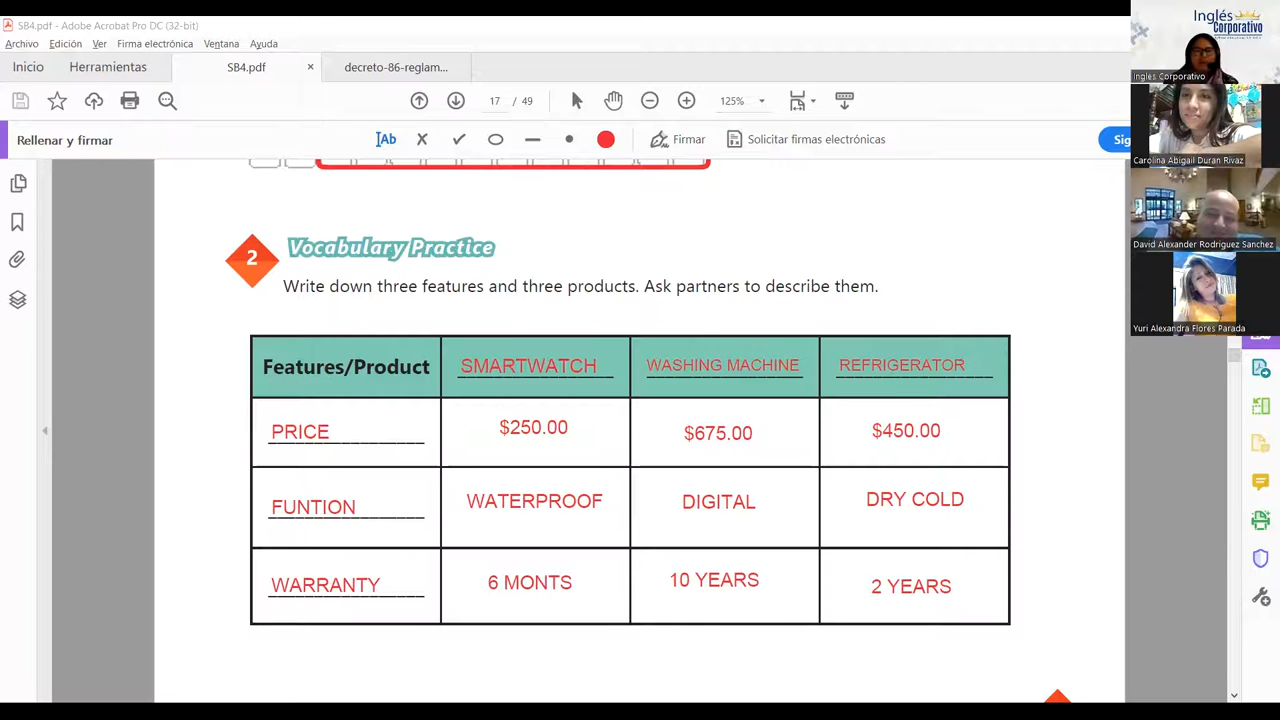 SB4.pdf - Adobe Acrobat Pro DC (32-bit)
Archivo Edición Ver Firma electrónica Ventana Ayuda
Inicio Herramientas SB4.pdf × decreto-86-reglam...
17 / 49 125%
Rellenar y firmar Ab Firmar Solicitar firmas electrónicas Sig
Inglés
Corporativo
Ingles Corporativo
Carolina Abigail Duran Rivaz
David Alexander Rodriguez Sanchez
Yuri Alexandra Flores Parada
2 Vocabulary Practice
Write down three features and three products. Ask partners to describe them.
Features/Product SMARTWATCH WASHING MACHINE REFRIGERATOR
PRICE $250.00 $675.00 $450.00
FUNTION WATERPROOF DIGITAL DRY COLD
WARRANTY 6 MONTS 10 YEARS 2 YEARS